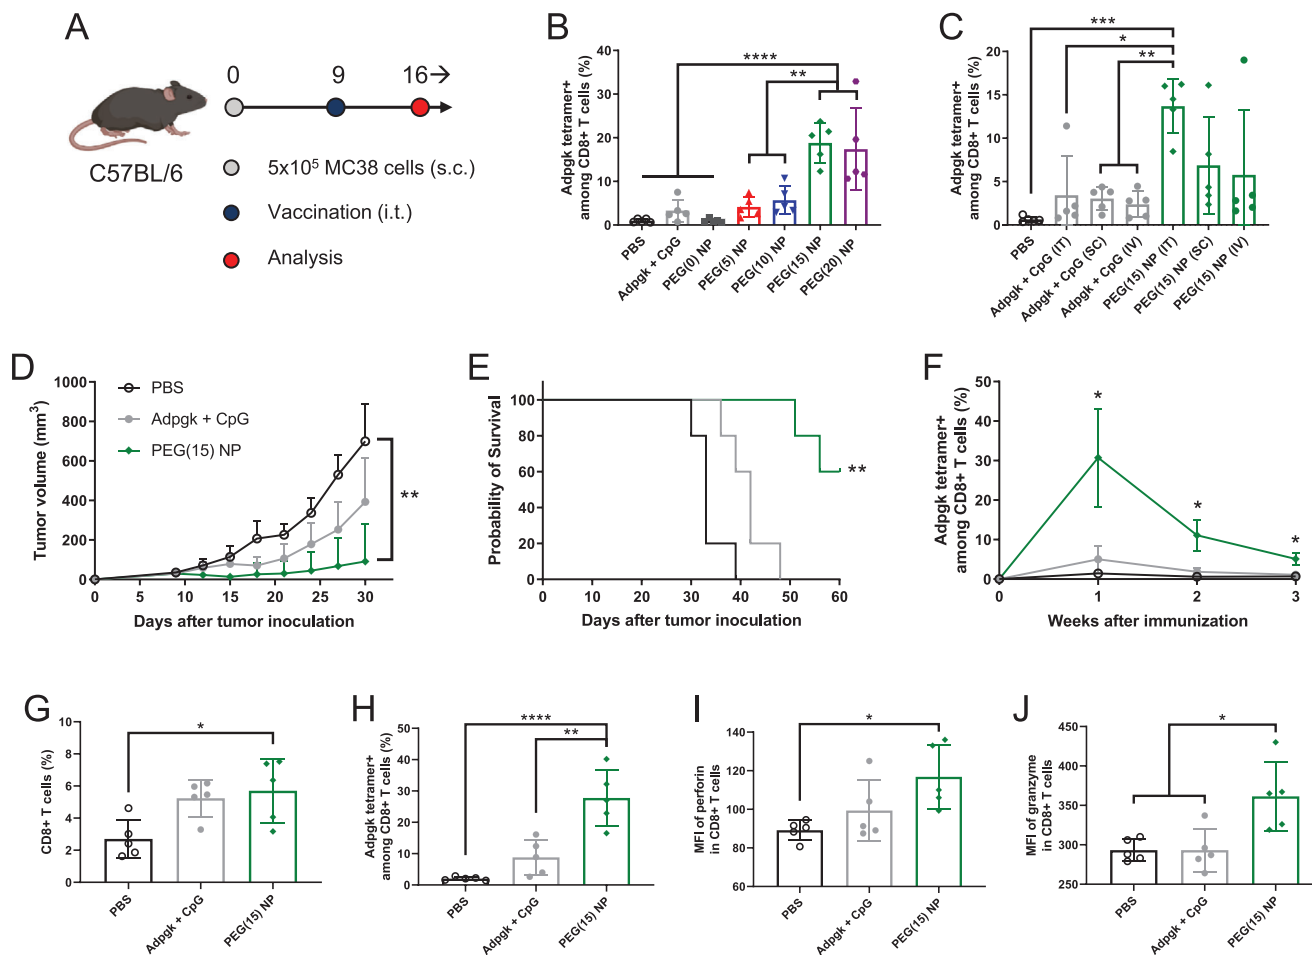 A
0 9 16
C57BL/6
5x10⁵ MC38 cells (s.c.)
Vaccination (i.t.)
Analysis
B
Adpgk tetramer+
among CD8+ T cells (%)
40
30
20
10
0
****
**
PBS
Adpgk + CpG
PEG(0) NP
PEG(5) NP
PEG(10) NP
PEG(15) NP
PEG(20) NP
C
Adpgk tetramer+
among CD8+ T cells (%)
20
15
10
5
0
***
*
**
PBS
Adpgk + CpG (IT)
Adpgk + CpG (SC)
Adpgk + CpG (IV)
PEG(15) NP (IT)
PEG(15) NP (SC)
PEG(15) NP (IV)
D
Tumor volume (mm³)
1000
800
600
400
200
0
PBS
Adpgk + CpG
PEG(15) NP
**
0 5 10 15 20 25 30
Days after tumor inoculation
E
Probability of Survival
100
80
60
40
20
0
**
0 10 20 30 40 50 60
Days after tumor inoculation
F
Adpgk tetramer+
among CD8+ T cells (%)
50
40
30
20
10
0
*
*
*
0 1 2 3
Weeks after immunization
G
CD8+ T cells (%)
10
8
6
4
2
0
*
PBS
Adpgk + CpG
PEG(15) NP
H
Adpgk tetramer+
among CD8+ T cells (%)
50
40
30
20
10
0
****
**
PBS
Adpgk + CpG
PEG(15) NP
I
MFI of perforin
in CD8+ T cells
140
120
100
80
60
*
PBS
Adpgk + CpG
PEG(15) NP
J
MFI of granzyme
in CD8+ T cells
450
400
350
300
250
*
PBS
Adpgk + CpG
PEG(15) NP